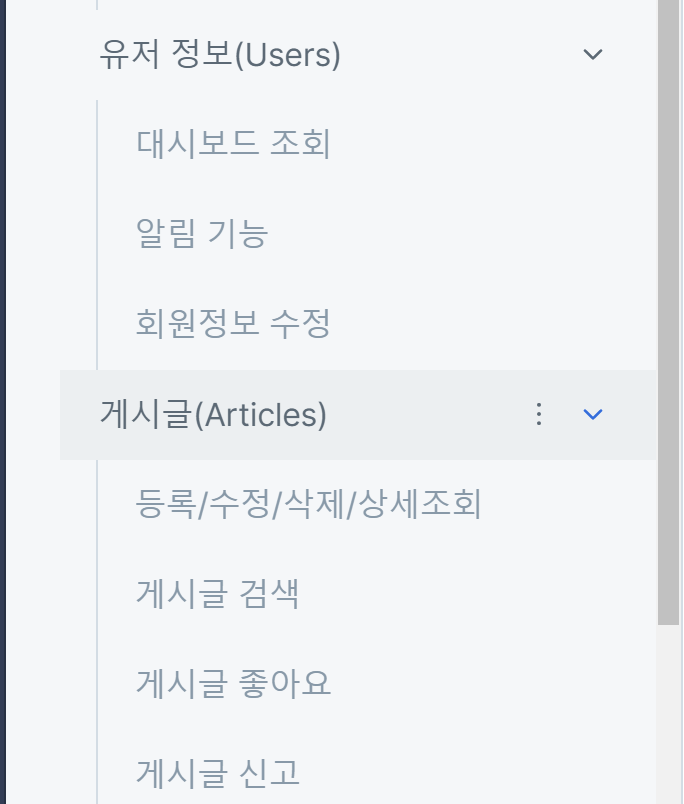 유저 정보(Users)
대시보드 조회
알림 기능
회원정보 수정
게시글(Articles)
등록/수정/삭제/상세조회
게시글 검색
게시글 좋아요
게시글 신고